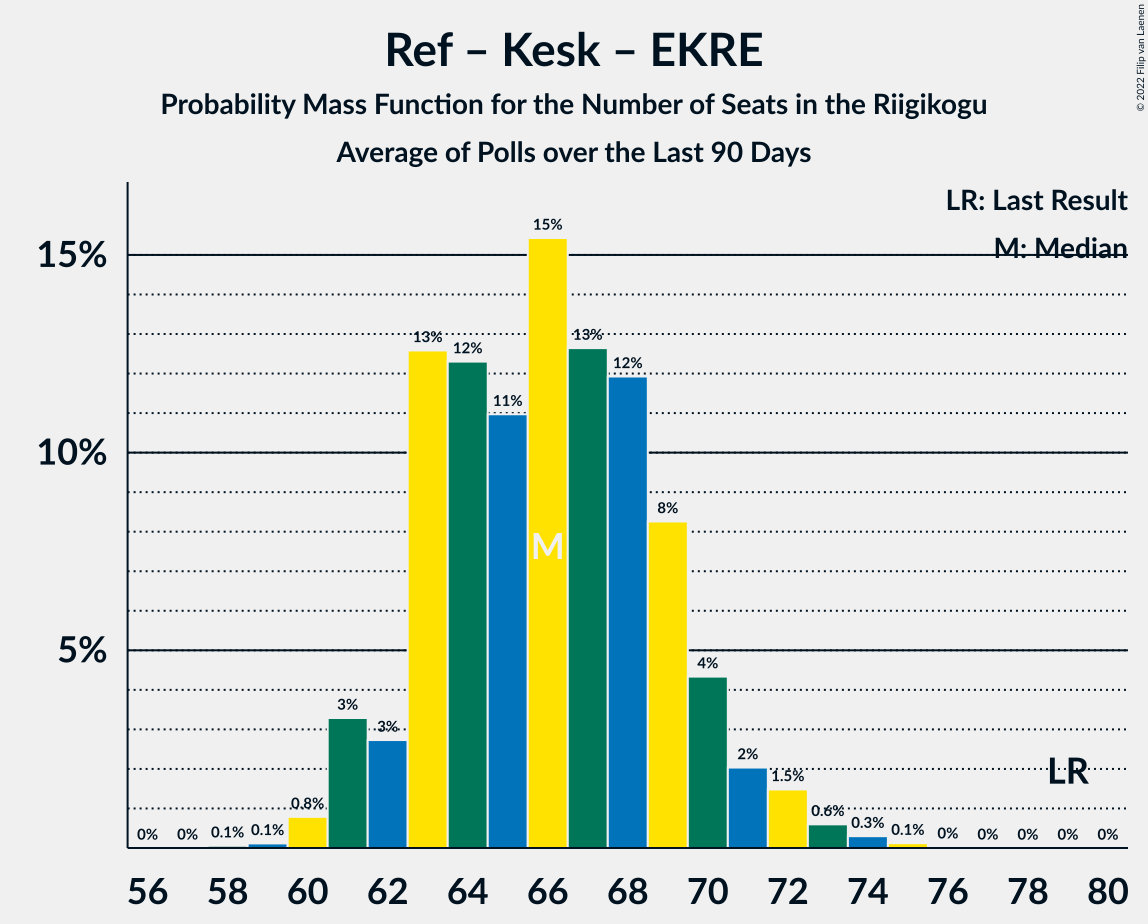 Ref – Kesk – EKRE
Probability Mass Function for the Number of Seats in the Riigikogu
Average of Polls over the Last 90 Days
© 2022 Filip van Laenen
LR: Last Result
M: Median
15%
10%
5%
0% 0% 0.1% 0.1% 0.8% 3% 3% 13% 12% 11% 15% 13% 12% 8% 4% 2% 1.5% 0.6% 0.3% 0.1% 0% 0% 0% 0% 0%
M
LR
56 58 60 62 64 66 68 70 72 74 76 78 80